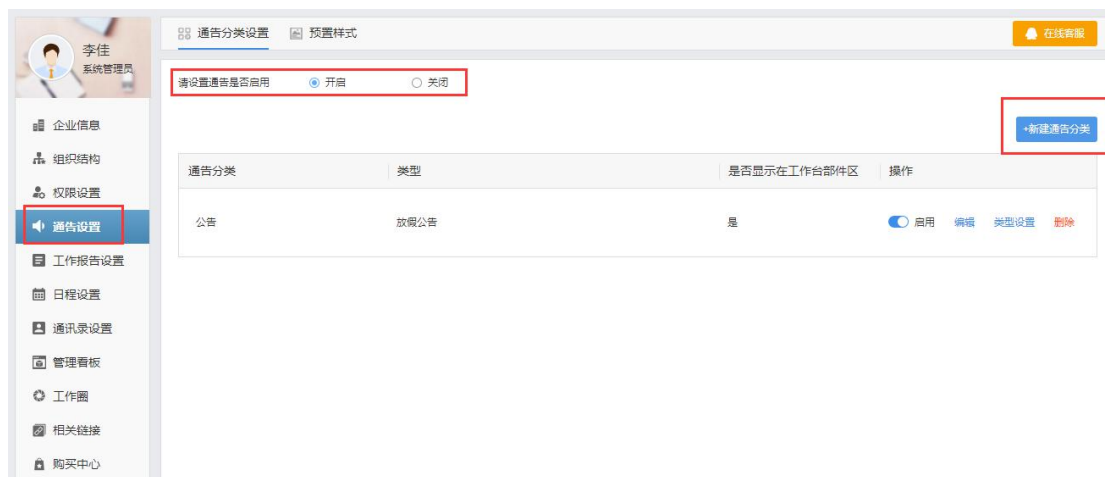 李佳
系统管理员
企业信息
组织结构
权限设置
通告设置
工作报告设置
日程设置
通讯录设置
管理看板
工作圈
相关链接
购买中心
通告分类设置 预置样式 在线客服
请设置通告是否启用 开启 关闭
+新建通告分类
通告分类 类型 是否显示在工作台部件区 操作
公告 放假公告 是 启用 编辑 类型设置 删除